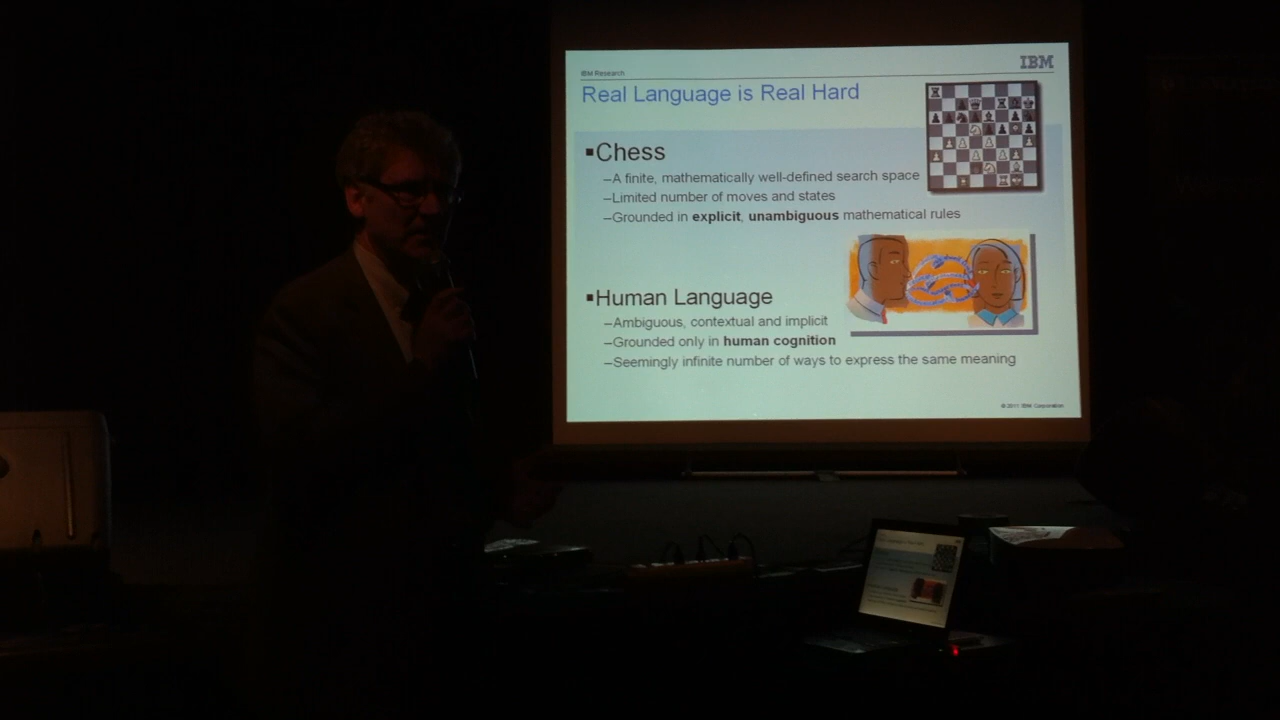 IBM
IBM Research
Real Language is Real Hard
▪Chess
–A finite, mathematically well-defined search space
–Limited number of moves and states
–Grounded in explicit, unambiguous mathematical rules
▪Human Language
–Ambiguous, contextual and implicit
–Grounded only in human cognition
–Seemingly infinite number of ways to express the same meaning
© 2011 IBM Corporation